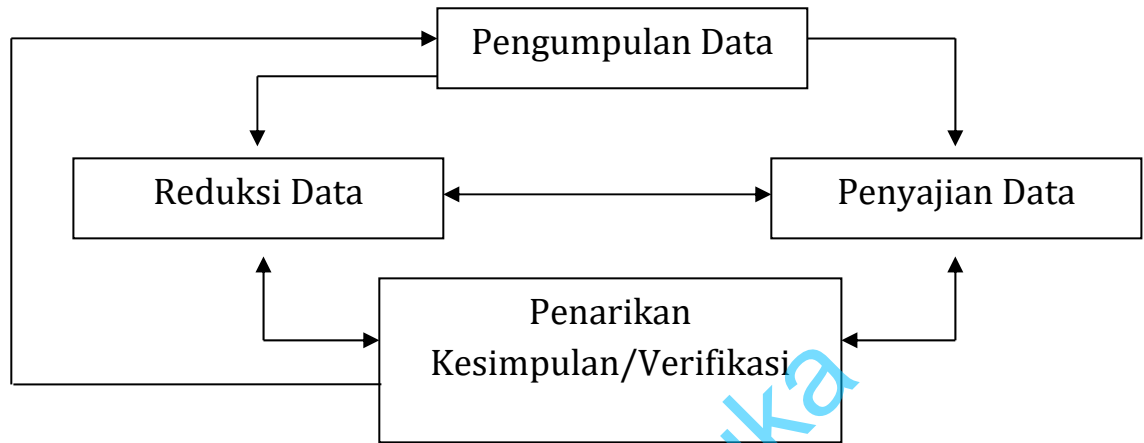 Pengumpulan Data
Reduksi Data
Penyajian Data
Penarikan
Kesimpulan/Verifikasi